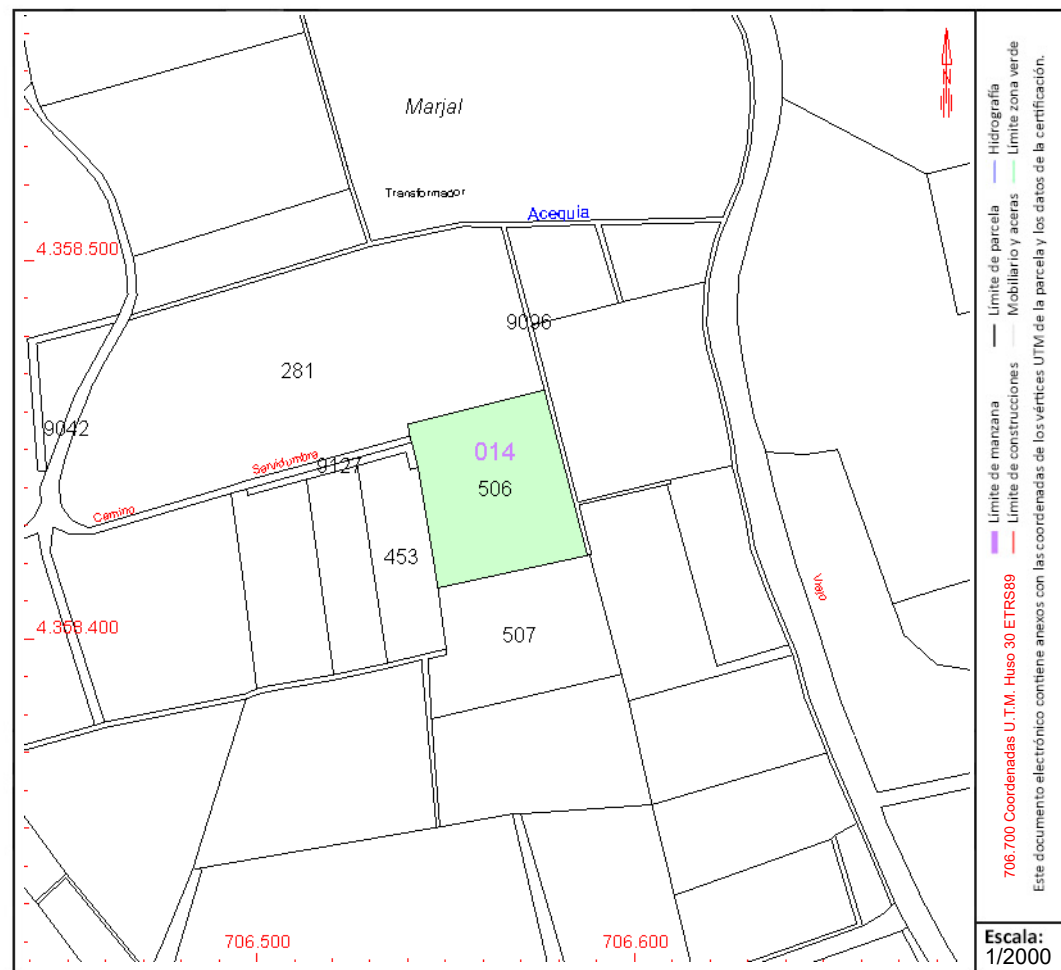 Marjal
Transformador
Acequia
4.358.500
9096
281
9042
014
Servidumbre
9127
506
Camino
453
4.358.400
507
Viejo
706.500
706.600
N
Límite de manzana
Límite de parcela
Hidrografía
Límite de construcciones
Mobiliario y aceras
Límite zona verde
706.700 Coordenadas U.T.M. Huso 30 ETRS89
Este documento electrónico contiene anexos con las coordenadas de los vértices UTM de la parcela y los datos de la certificación.
Escala:
1/2000